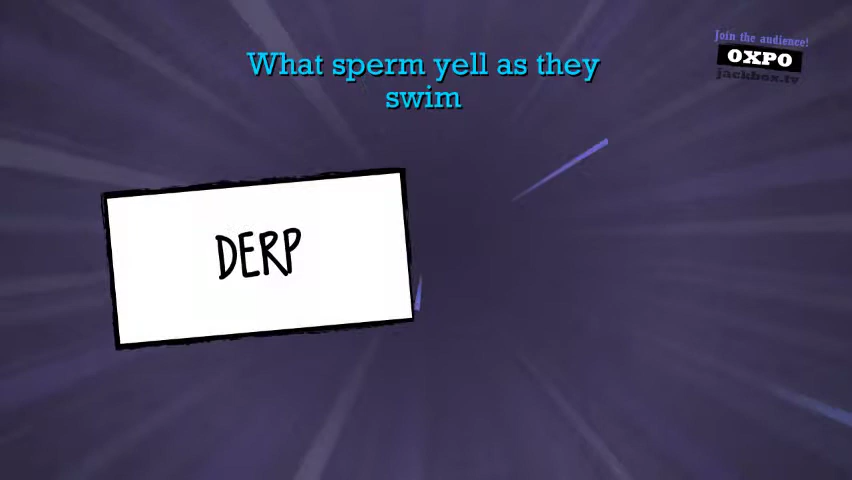 Join the audience!
OXPO
jackbox.tv
What sperm yell as they
swim
DERP